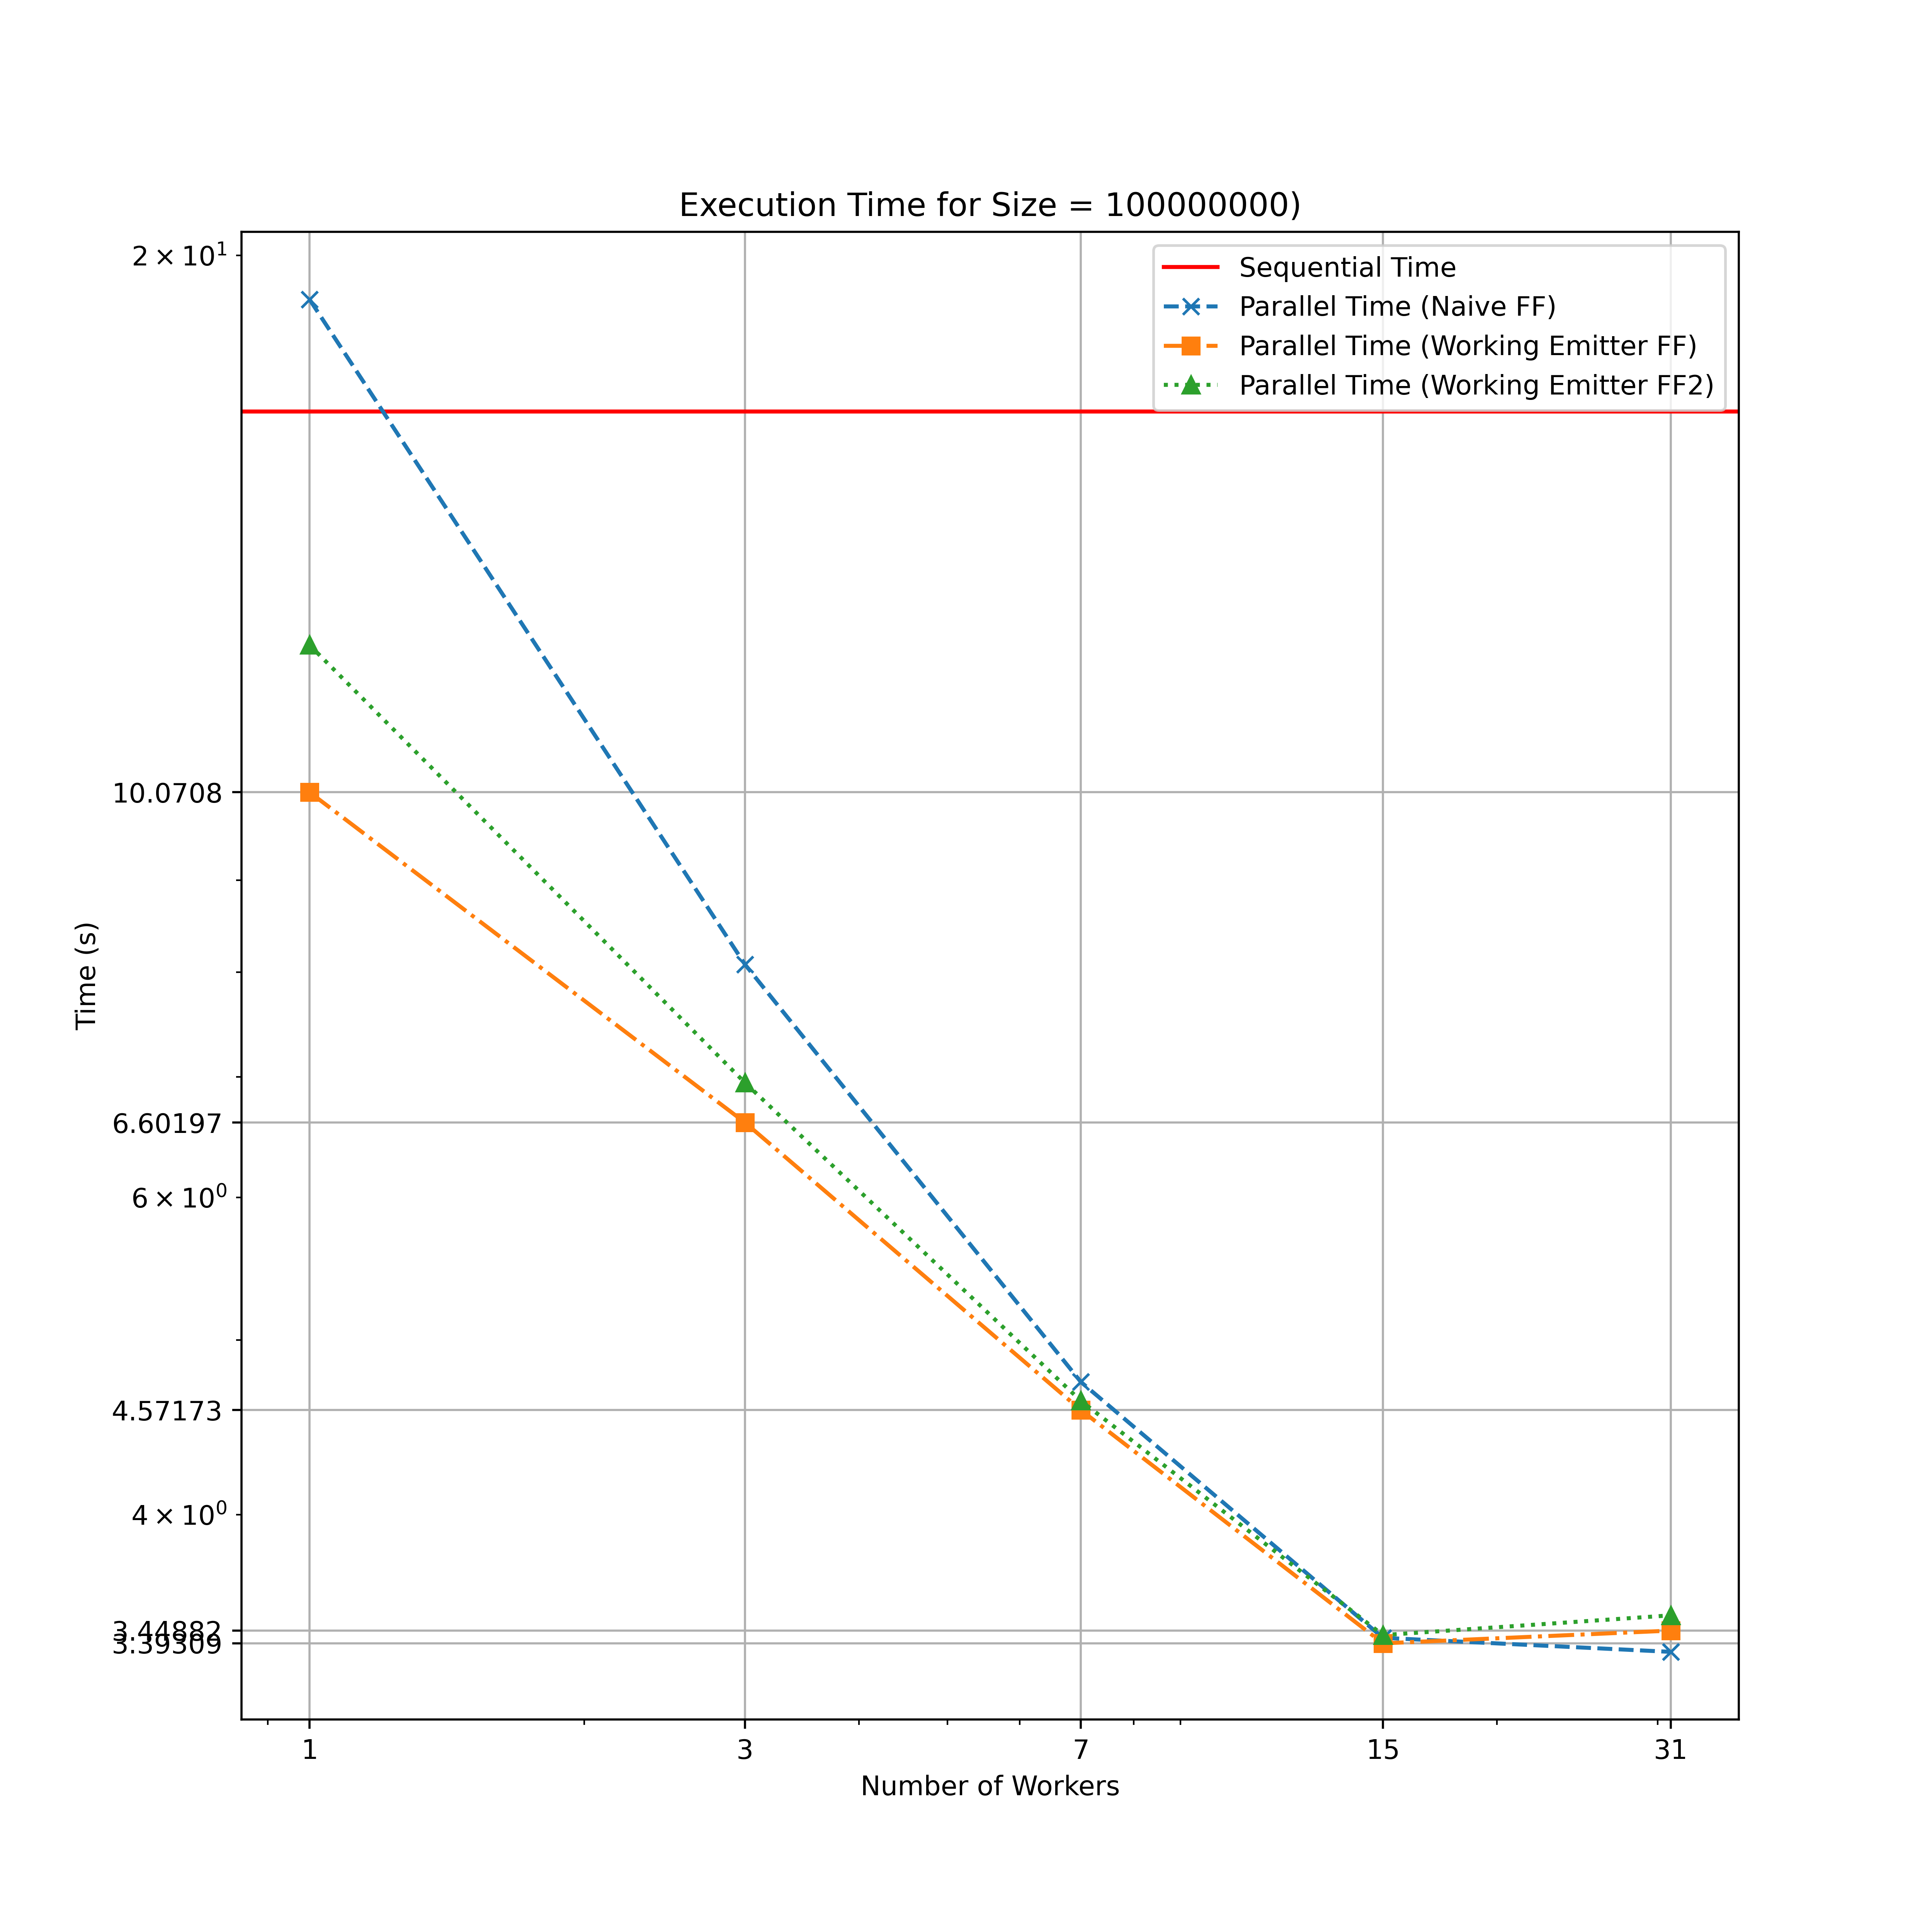 Execution Time for Size = 100000000)
Sequential Time
Parallel Time (Naive FF)
Parallel Time (Working Emitter FF)
Parallel Time (Working Emitter FF2)
2 × 10¹
10.0708
6.60197
6 × 10⁰
4.57173
4 × 10⁰
3.44882
3.39309
Time (s)
1 3 7 15 31
Number of Workers